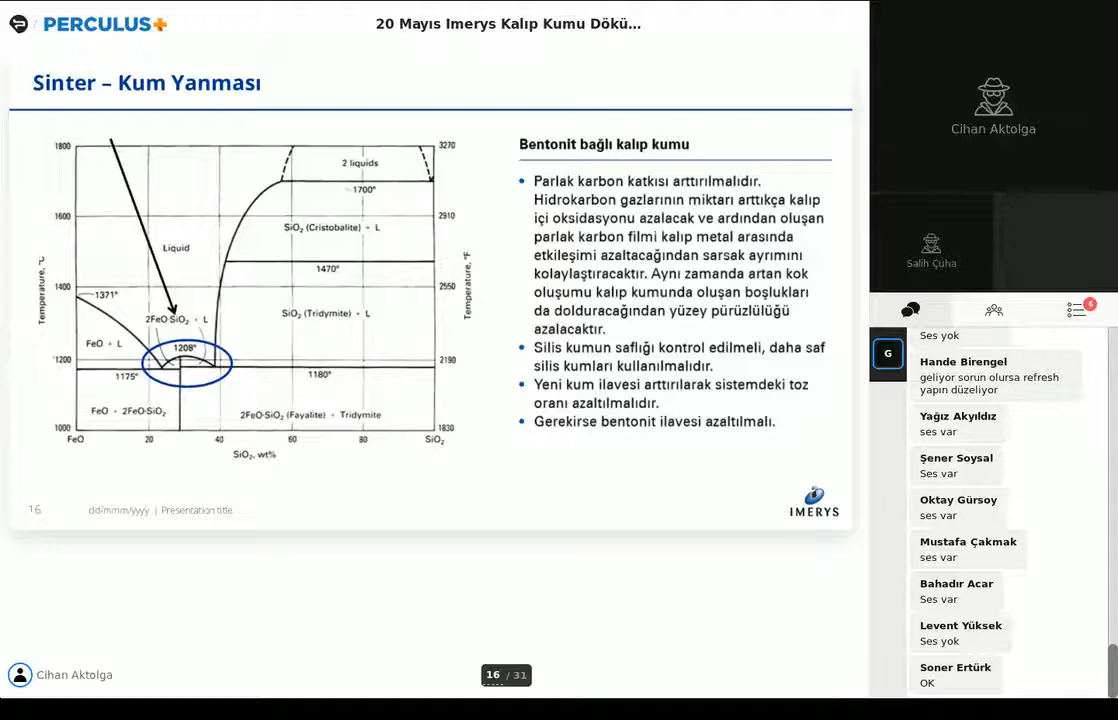 PERCULUS+
20 Mayıs Imerys Kalıp Kumu Dökü...
Sinter – Kum Yanması
1800
1600
1400
1200
1000
3270
2910
2550
2190
1830
Temperature, °C
Temperature, °F
2 liquids
1700°
SiO₂ (Cristobalite) + L
Liquid
1470°
1371°
2FeO·SiO₂ + L
SiO₂ (Tridymite) + L
FeO + L
1208°
1175°
1180°
FeO + 2FeO·SiO₂
2FeO·SiO₂ (Fayalite) + Tridymite
FeO
20
40
60
80
SiO₂
SiO₂, wt%
Bentonit bağlı kalıp kumu
• Parlak karbon katkısı arttırılmalıdır.
Hidrokarbon gazlarının miktarı arttıkça kalıp
içi oksidasyonu azalacak ve ardından oluşan
parlak karbon filmi kalıp metal arasında
etkileşimi azaltacağından sarsak ayrımını
kolaylaştıracaktır. Aynı zamanda artan kok
oluşumu kalıp kumunda oluşan boşlukları
da dolduracağından yüzey pürüzlülüğü
azalacaktır.
• Silis kumun saflığı kontrol edilmeli, daha saf
silis kumları kullanılmalıdır.
• Yeni kum ilavesi arttırılarak sistemdeki toz
oranı azaltılmalıdır.
• Gerekirse bentonit ilavesi azaltılmalı.
16
dd/mmm/yyyy | Presentation title.
IMERYS
Cihan Aktolga
16 / 31
Cihan Aktolga
Salih Çuha
6
G
Ses yok
Hande Birengel
geliyor sorun olursa refresh
yapın düzeliyor
Yağız Akyıldız
ses var
Şener Soysal
Ses var
Oktay Gürsoy
ses var
Mustafa Çakmak
ses var
Bahadır Acar
Ses var
Levent Yüksek
Ses yok
Soner Ertürk
OK